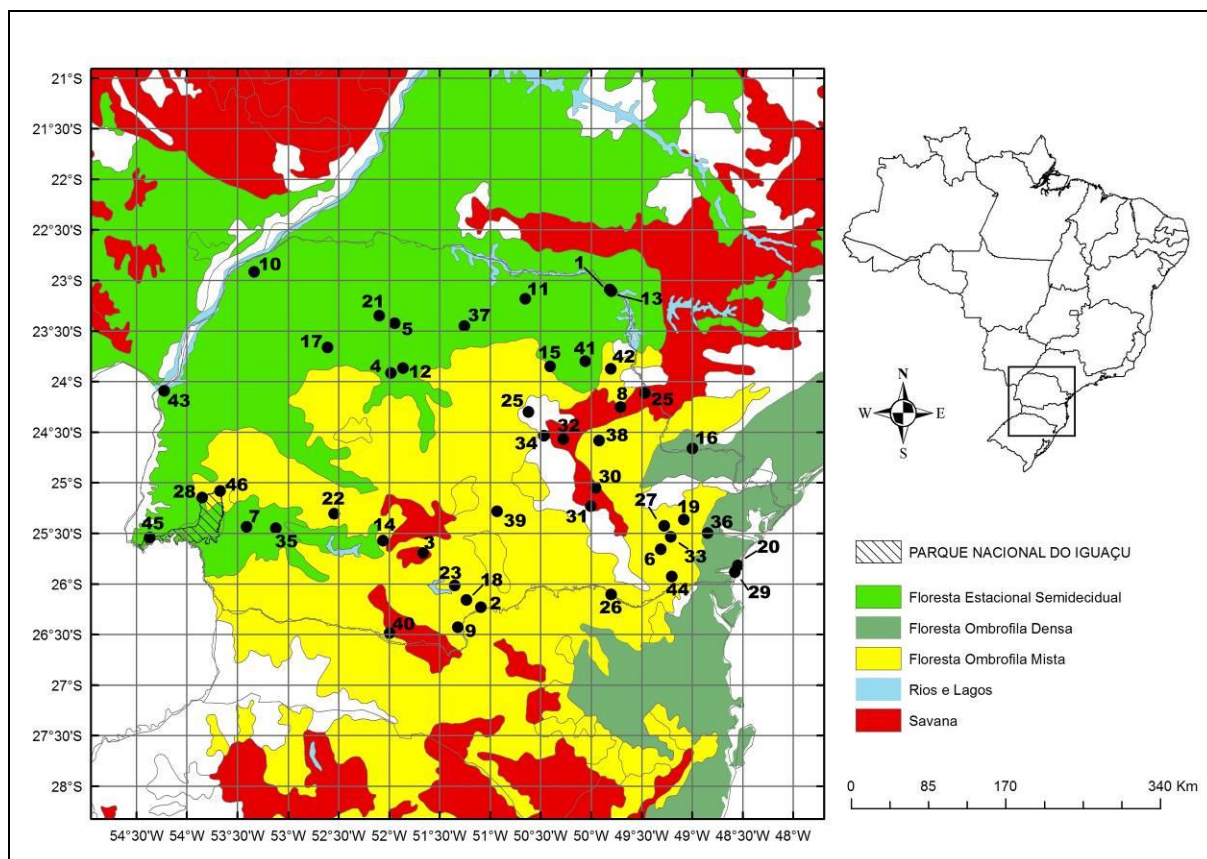 21°S
21°30'S
22°S
22°30'S
23°S
23°30'S
24°S
24°30'S
25°S
25°30'S
26°S
26°30'S
27°S
27°30'S
28°S
10
1
13
11
21
5
37
17
4
12
15
41
42
43
25
8
25
34
32
38
16
28
46
30
22
27
19
31
39
7
35
14
36
45
3
6
33
20
23
18
44
29
2
26
9
40
54°30'W 54°W 53°30'W 53°W 52°30'W 52°W 51°30'W 51°W 50°30'W 50°W 49°30'W 49°W 48°30'W 48°W
N
W E
S
PARQUE NACIONAL DO IGUAÇU
Floresta Estacional Semidecidual
Floresta Ombrofila Densa
Floresta Ombrofila Mista
Rios e Lagos
Savana
0 85 170 340 Km